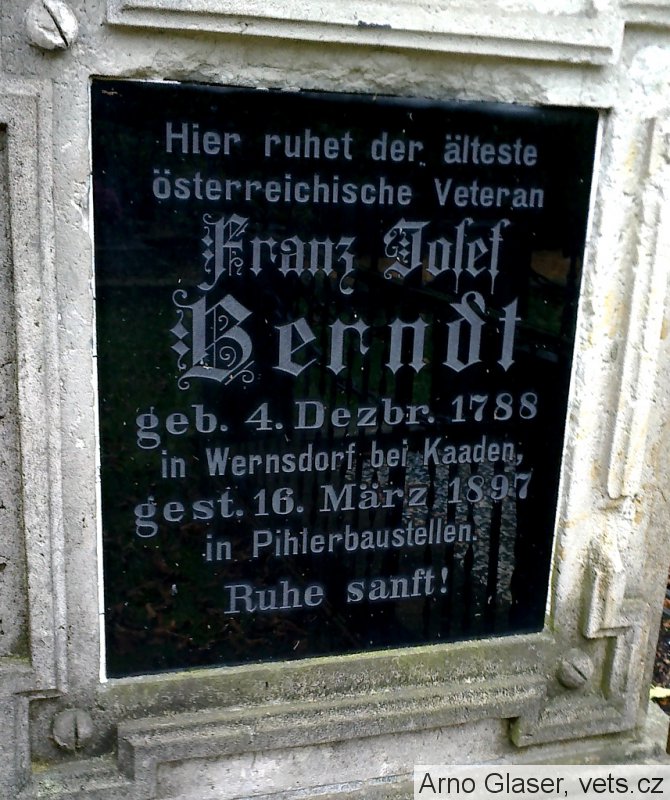 Hier ruhet der älteste
österreichische Veteran
Franz Josef
Berndt
geb. 4. Dezbr. 1788
in Wernsdorf bei Kaaden,
gest. 16. März 1897
in Pihlerbaustellen.
Ruhe sanft!
Arno Glaser, vets.cz